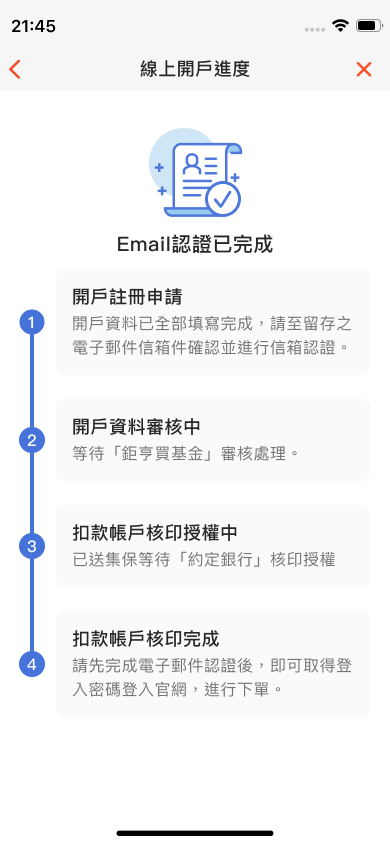 21:45
線上開戶進度
Email認證已完成
1
開戶註冊申請
開戶資料已全部填寫完成，請至留存之
電子郵件信箱件確認並進行信箱認證。
2
開戶資料審核中
等待「鉅亨買基金」審核處理。
3
扣款帳戶核印授權中
已送集保等待「約定銀行」核印授權
4
扣款帳戶核印完成
請先完成電子郵件認證後，即可取得登
入密碼登入官網，進行下單。